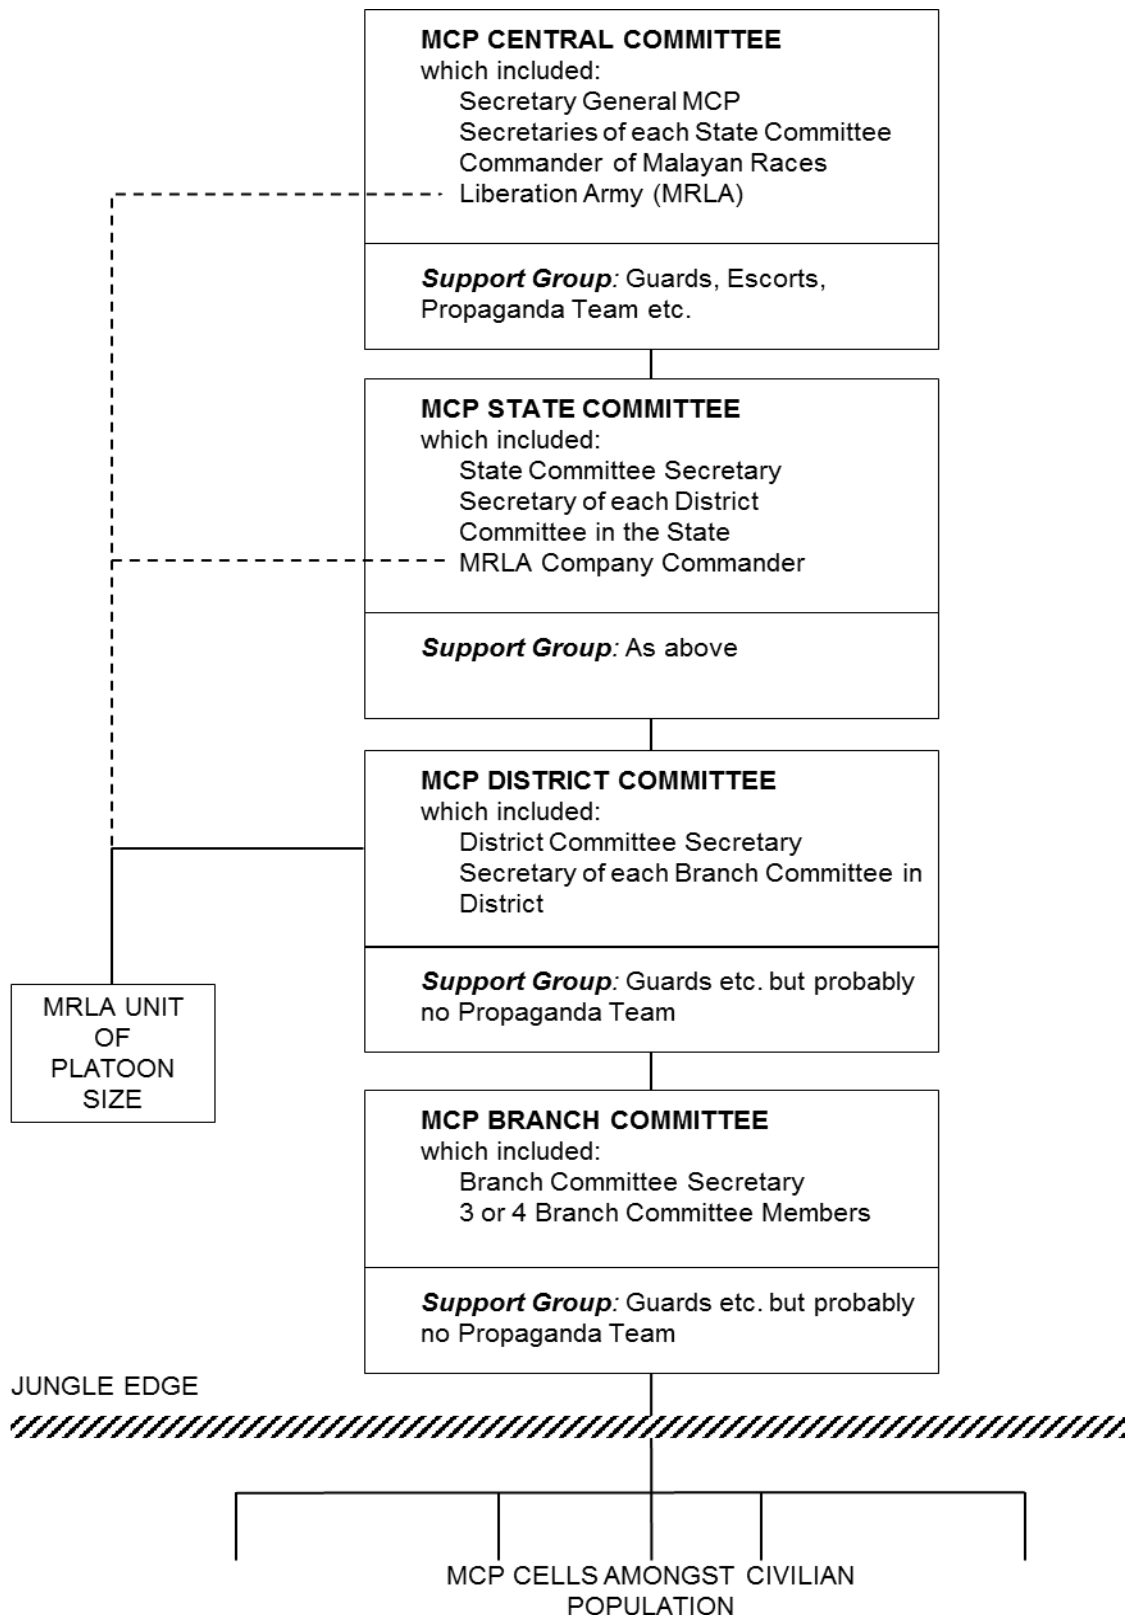 MCP CENTRAL COMMITTEE
which included:
Secretary General MCP
Secretaries of each State Committee
Commander of Malayan Races
Liberation Army (MRLA)
Support Group: Guards, Escorts,
Propaganda Team etc.
MCP STATE COMMITTEE
which included:
State Committee Secretary
Secretary of each District
Committee in the State
MRLA Company Commander
Support Group: As above
MCP DISTRICT COMMITTEE
which included:
District Committee Secretary
Secretary of each Branch Committee in
District
Support Group: Guards etc. but probably
no Propaganda Team
MRLA UNIT
OF
PLATOON
SIZE
MCP BRANCH COMMITTEE
which included:
Branch Committee Secretary
3 or 4 Branch Committee Members
Support Group: Guards etc. but probably
no Propaganda Team
JUNGLE EDGE
MCP CELLS AMONGST CIVILIAN
POPULATION